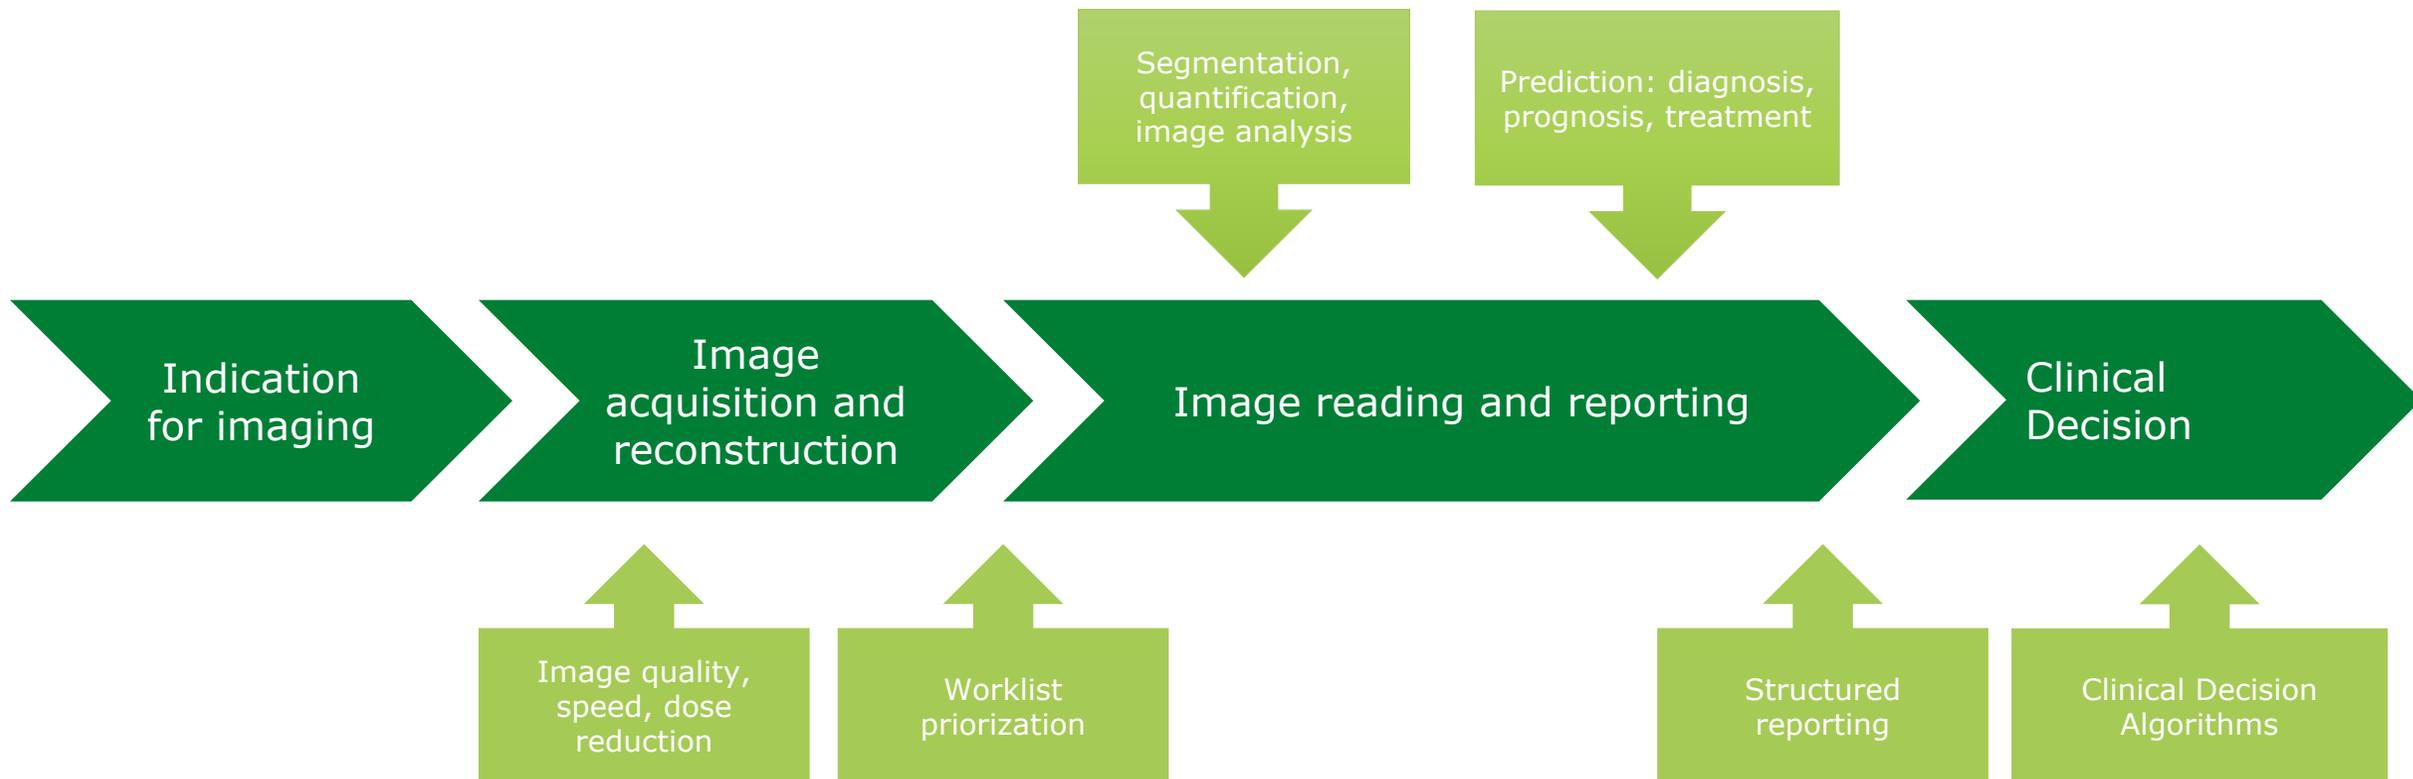 Segmentation,
quantification,
image analysis
Prediction: diagnosis,
prognosis, treatment
Indication
for imaging
Image
acquisition and
reconstruction
Image reading and reporting
Clinical
Decision
Image quality,
speed, dose
reduction
Worklist
priorization
Structured
reporting
Clinical Decision
Algorithms